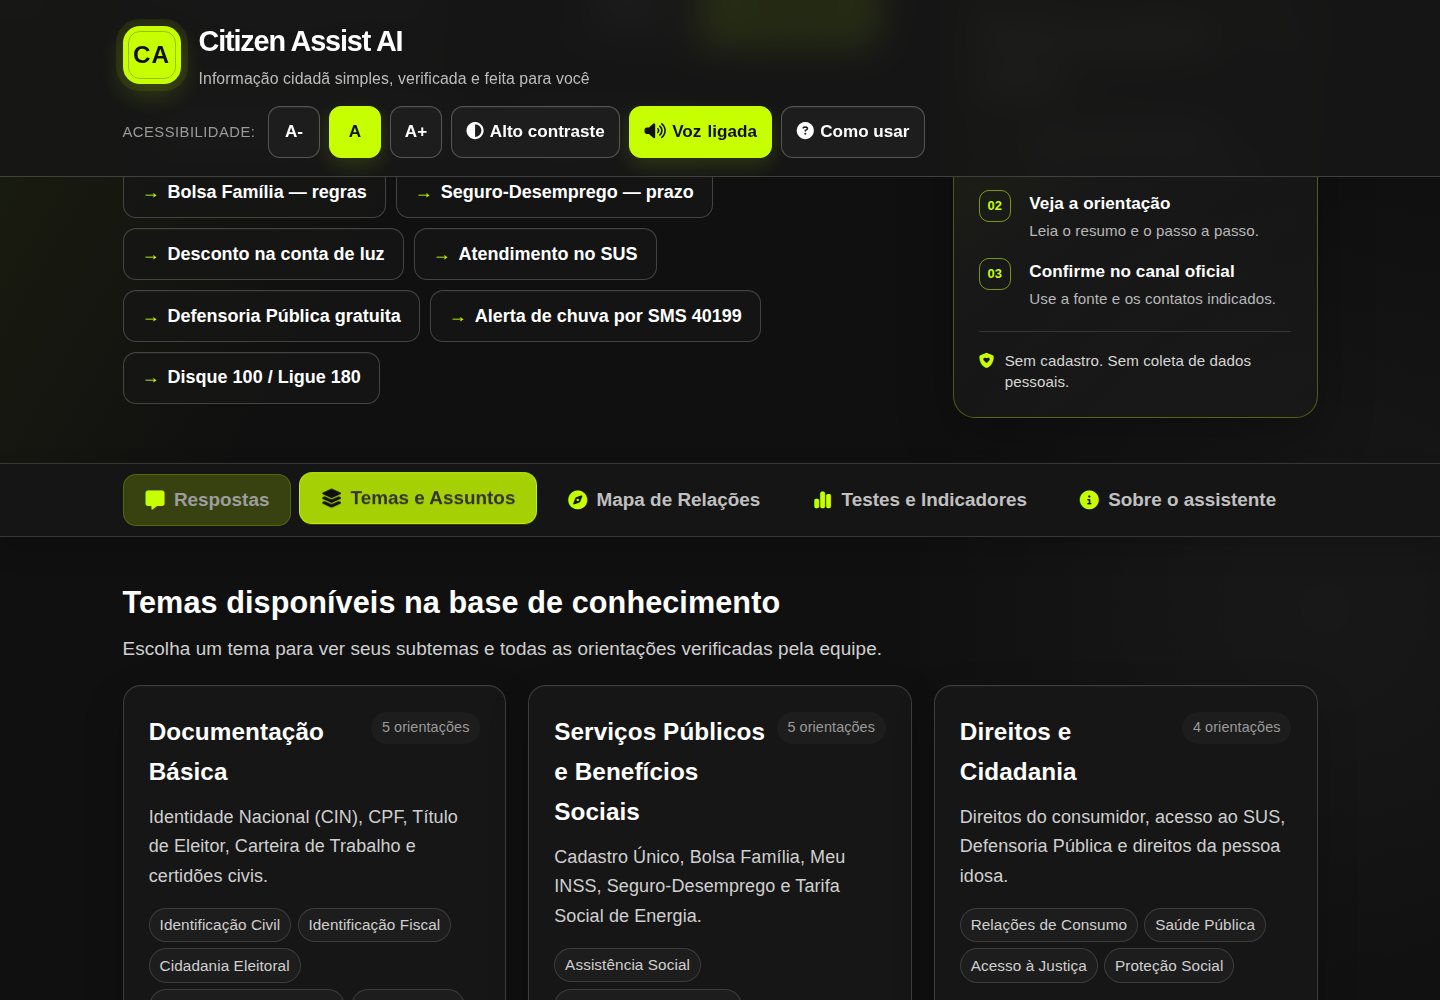 CA
Citizen Assist AI
Informação cidadã simples, verificada e feita para você
ACESSIBILIDADE: A- A A+ Alto contraste Voz ligada Como usar
→ Bolsa Família — regras → Seguro-Desemprego — prazo
→ Desconto na conta de luz → Atendimento no SUS
→ Defensoria Pública gratuita → Alerta de chuva por SMS 40199
→ Disque 100 / Ligue 180
02 Veja a orientação
Leia o resumo e o passo a passo.
03 Confirme no canal oficial
Use a fonte e os contatos indicados.
Sem cadastro. Sem coleta de dados
pessoais.
Respostas Temas e Assuntos Mapa de Relações Testes e Indicadores Sobre o assistente
Temas disponíveis na base de conhecimento
Escolha um tema para ver seus subtemas e todas as orientações verificadas pela equipe.
Documentação
Básica
5 orientações
Identidade Nacional (CIN), CPF, Título
de Eleitor, Carteira de Trabalho e
certidões civis.
Identificação Civil Identificação Fiscal
Cidadania Eleitoral
Serviços Públicos
e Benefícios
Sociais
5 orientações
Cadastro Único, Bolsa Família, Meu
INSS, Seguro-Desemprego e Tarifa
Social de Energia.
Assistência Social
Direitos e
Cidadania
4 orientações
Direitos do consumidor, acesso ao SUS,
Defensoria Pública e direitos da pessoa
idosa.
Relações de Consumo Saúde Pública
Acesso à Justiça Proteção Social